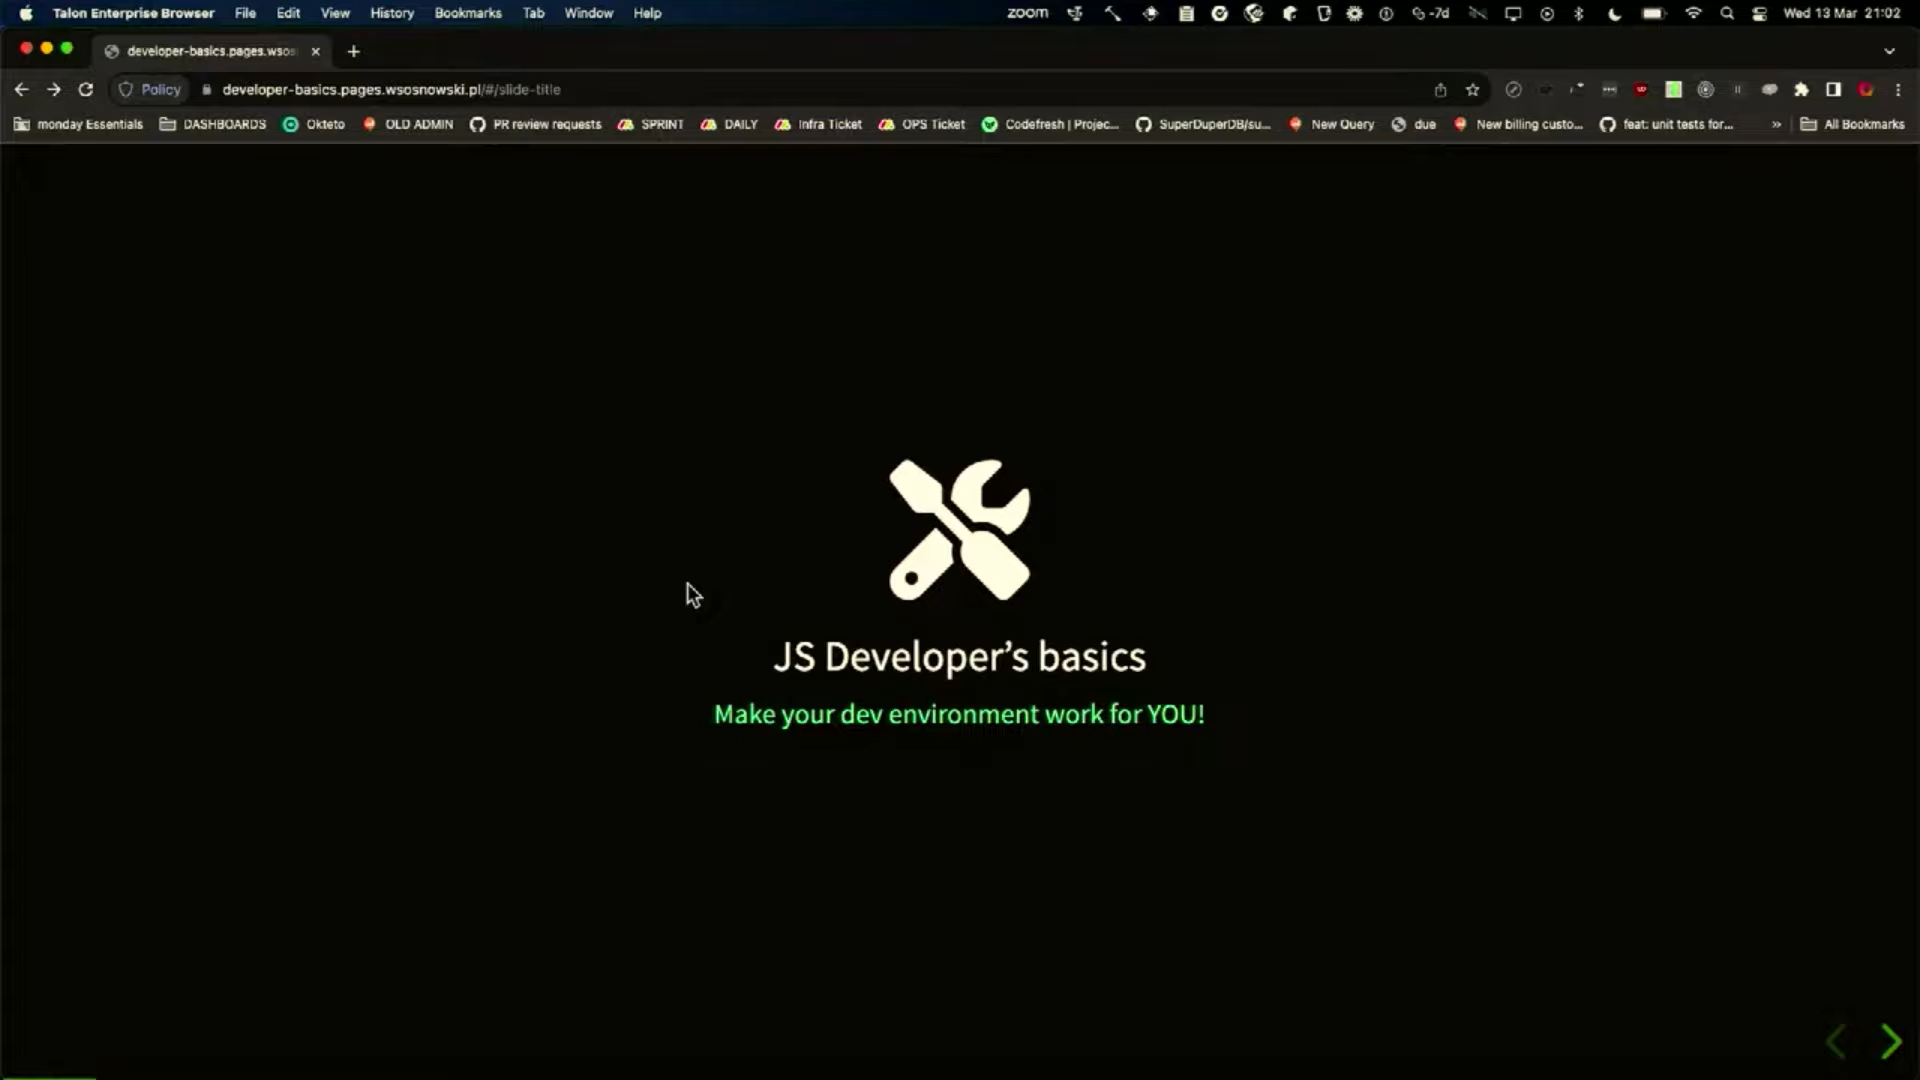 Talon Enterprise Browser File Edit View History Bookmarks Tab Window Help zoom -7d Wed 13 Mar 21:02
developer-basics.pages.wsos
Policy developer-basics.pages.wsosnowski.pl/#/slide-title
monday Essentials DASHBOARDS Okteto OLD ADMIN PR review requests SPRINT DAILY Infra Ticket OPS Ticket Codefresh | Projec... SuperDuperDB/su... New Query due New billing custo... feat: unit tests for... » All Bookmarks
JS Developer’s basics
Make your dev environment work for YOU!